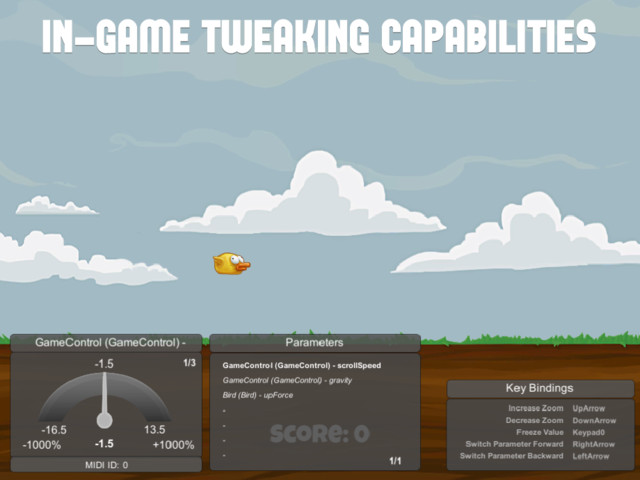 IN-GAME TWEAKING CAPABILITIES
GameControl (GameControl) -
-1.5
1/3
-16.5
13.5
-1000%
-1.5
+1000%
MIDI ID: 0
Parameters
GameControl (GameControl) - scrollSpeed
GameControl (GameControl) - gravity
Bird (Bird) - upForce
-
-
-
-
SCORE: 0
1/1
Key Bindings
Increase Zoom UpArrow
Decrease Zoom DownArrow
Freeze Value Keypad0
Switch Parameter Forward RightArrow
Switch Parameter Backward LeftArrow